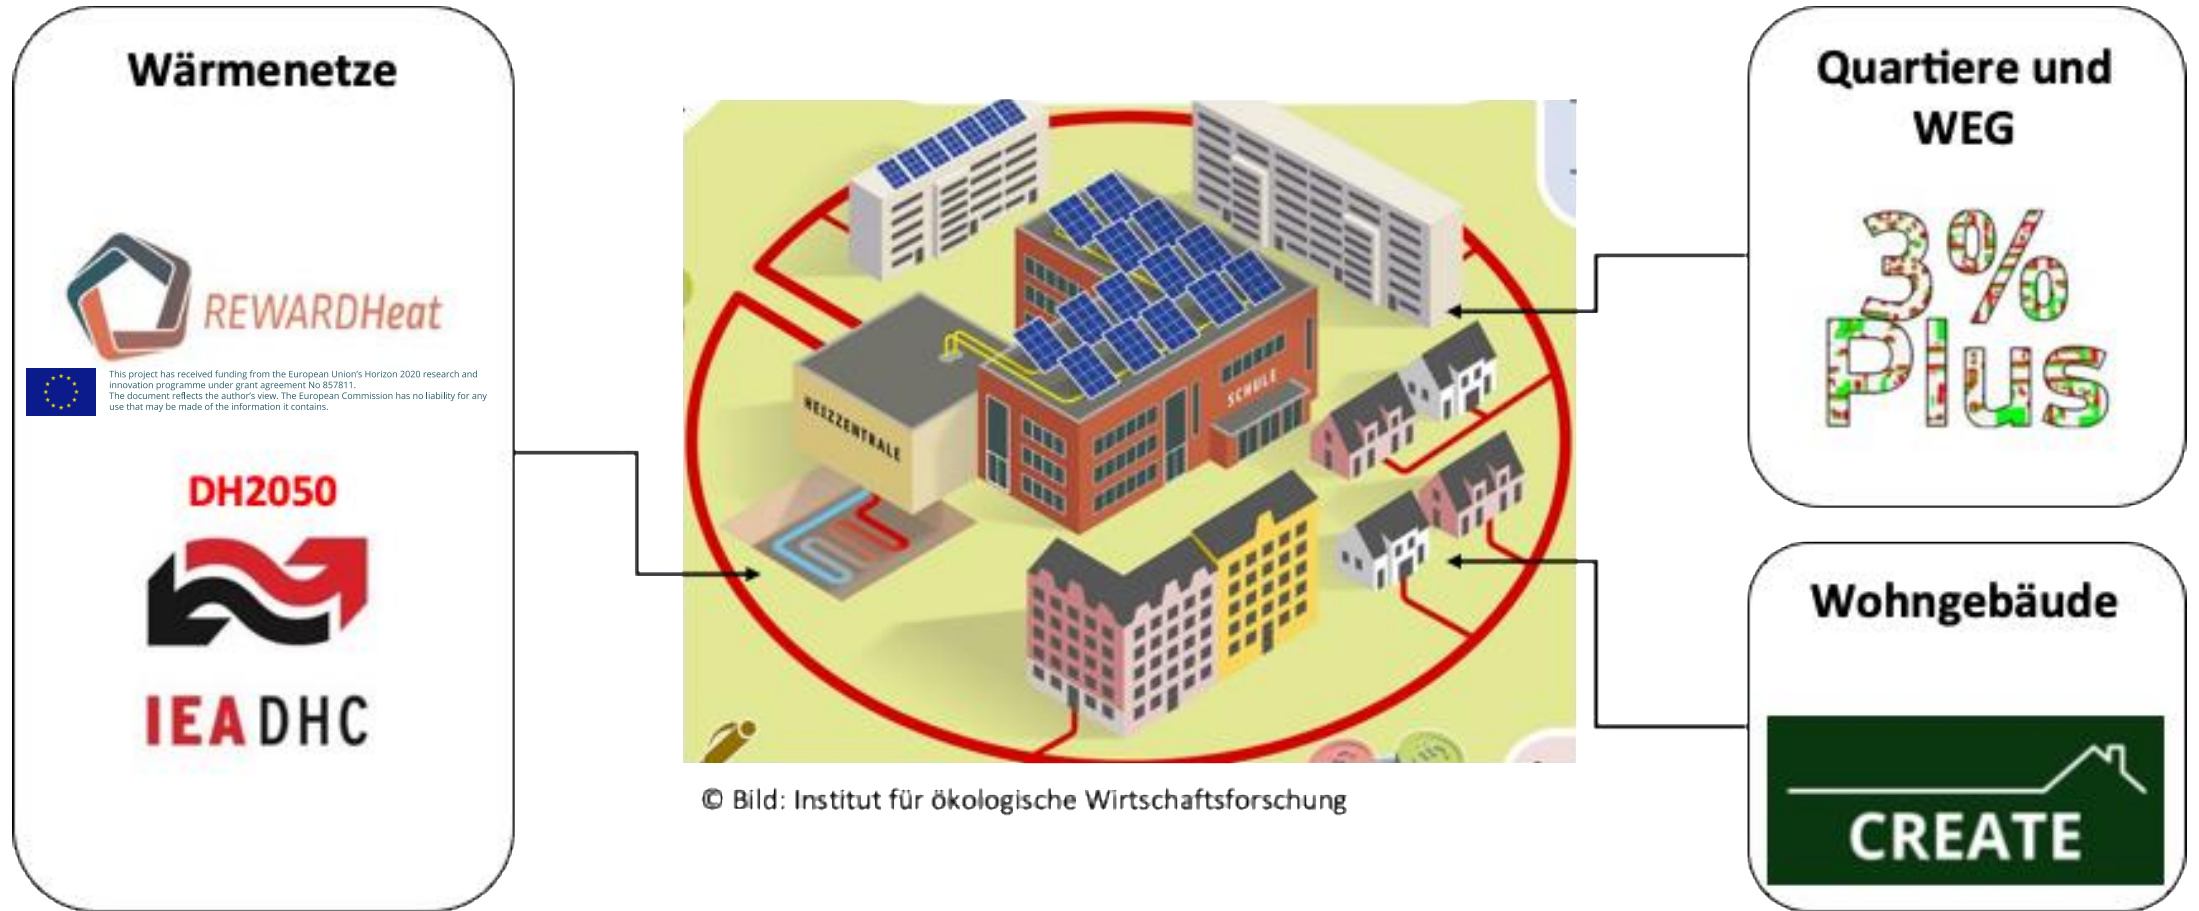 Wärmenetze
REWARDHeat
This project has received funding from the European Union's Horizon 2020 research and
innovation programme under grant agreement No 857811.
The document reflects the author's view. The European Commission has no liability for any
use that may be made of the information it contains.
DH2050
IEA DHC
HEIZZENTRALE
SCHULE
© Bild: Institut für ökologische Wirtschaftsforschung
Quartiere und
WEG
3%
Plus
Wohngebäude
CREATE